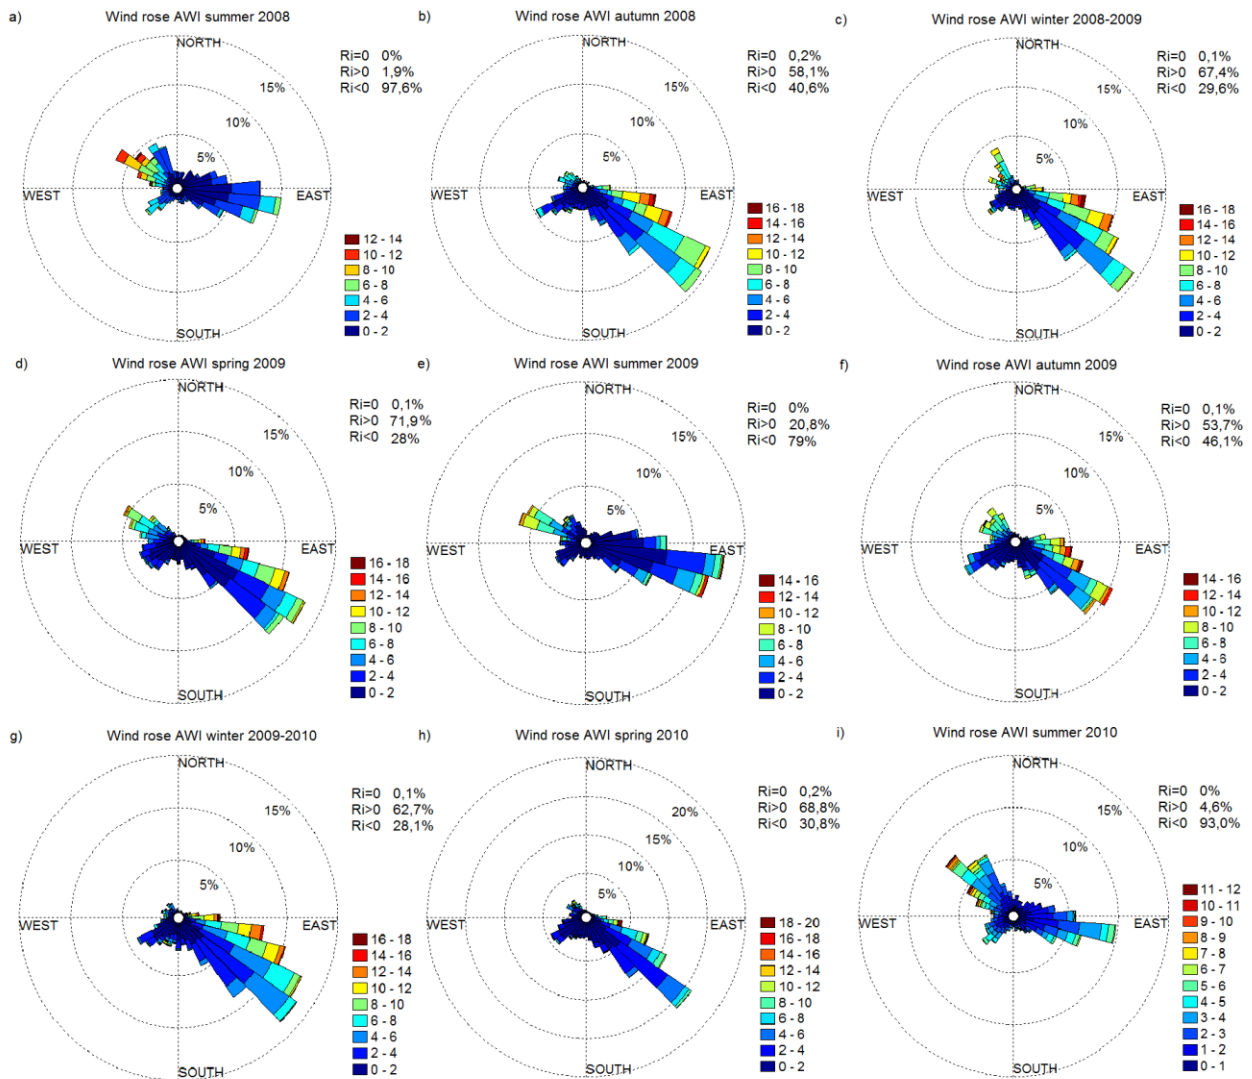 a) Wind rose AWI summer 2008
NORTH
Ri=0 0%
Ri>0 1,9%
Ri<0 97,6%
15%
10%
5%
WEST
EAST
SOUTH
12 - 14
10 - 12
8 - 10
6 - 8
4 - 6
2 - 4
0 - 2
b) Wind rose AWI autumn 2008
NORTH
Ri=0 0,2%
Ri>0 58,1%
Ri<0 40,6%
15%
10%
5%
WEST
EAST
SOUTH
16 - 18
14 - 16
12 - 14
10 - 12
8 - 10
6 - 8
4 - 6
2 - 4
0 - 2
c) Wind rose AWI winter 2008-2009
NORTH
Ri=0 0,1%
Ri>0 67,4%
Ri<0 29,6%
15%
10%
5%
WEST
EAST
SOUTH
16 - 18
14 - 16
12 - 14
10 - 12
8 - 10
6 - 8
4 - 6
2 - 4
0 - 2
d) Wind rose AWI spring 2009
NORTH
Ri=0 0,1%
Ri>0 71,9%
Ri<0 28%
15%
10%
5%
WEST
EAST
SOUTH
16 - 18
14 - 16
12 - 14
10 - 12
8 - 10
6 - 8
4 - 6
2 - 4
0 - 2
e) Wind rose AWI summer 2009
NORTH
Ri=0 0%
Ri>0 20,8%
Ri<0 79%
15%
10%
5%
WEST
EAST
SOUTH
14 - 16
12 - 14
10 - 12
8 - 10
6 - 8
4 - 6
2 - 4
0 - 2
f) Wind rose AWI autumn 2009
NORTH
Ri=0 0,1%
Ri>0 53,7%
Ri<0 46,1%
15%
10%
5%
WEST
EAST
SOUTH
14 - 16
12 - 14
10 - 12
8 - 10
6 - 8
4 - 6
2 - 4
0 - 2
g) Wind rose AWI winter 2009-2010
NORTH
Ri=0 0,1%
Ri>0 62,7%
Ri<0 28,1%
15%
10%
5%
WEST
EAST
SOUTH
16 - 18
14 - 16
12 - 14
10 - 12
8 - 10
6 - 8
4 - 6
2 - 4
0 - 2
h) Wind rose AWI spring 2010
NORTH
Ri=0 0,2%
Ri>0 68,8%
Ri<0 30,8%
20%
15%
10%
5%
WEST
EAST
SOUTH
18 - 20
16 - 18
14 - 16
12 - 14
10 - 12
8 - 10
6 - 8
4 - 6
2 - 4
0 - 2
i) Wind rose AWI summer 2010
NORTH
Ri=0 0%
Ri>0 4,6%
Ri<0 93,0%
15%
10%
5%
WEST
EAST
SOUTH
11 - 12
10 - 11
9 - 10
8 - 9
7 - 8
6 - 7
5 - 6
4 - 5
3 - 4
2 - 3
1 - 2
0 - 1